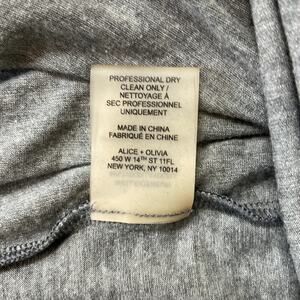 PROFESSIONAL DRY
CLEAN ONLY /
NETTOYAGE À
SEC PROFESSIONNEL
UNIQUEMENT
MADE IN CHINA
FABRIQUÉ EN CHINE
ALICE + OLIVIA
450 W 14TH ST 11FL
NEW YORK, NY 10014